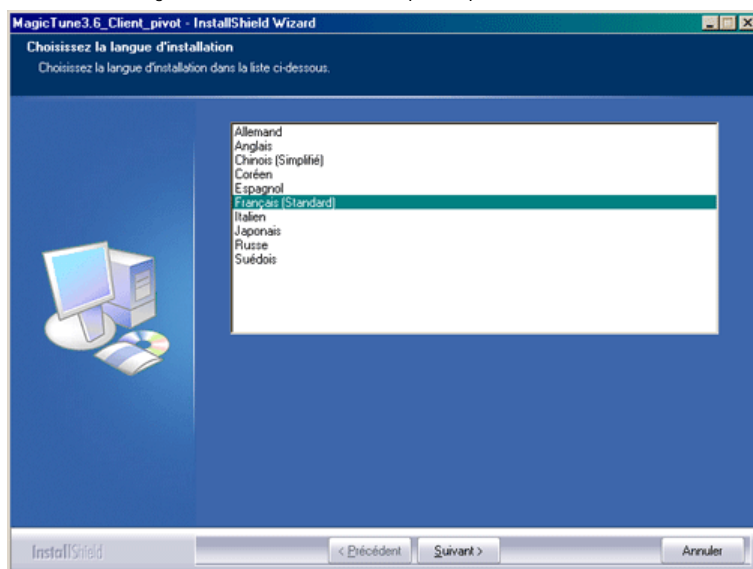 MagicTune3.6_Client_pivot - InstallShield Wizard
Choisissez la langue d'installation
Choisissez la langue d'installation dans la liste ci-dessous.
Allemand
Anglais
Chinois (Simplifié)
Coréen
Espagnol
Français (Standard)
Italien
Japonais
Russe
Suédois
InstallShield
< Précédent
Suivant >
Annuler